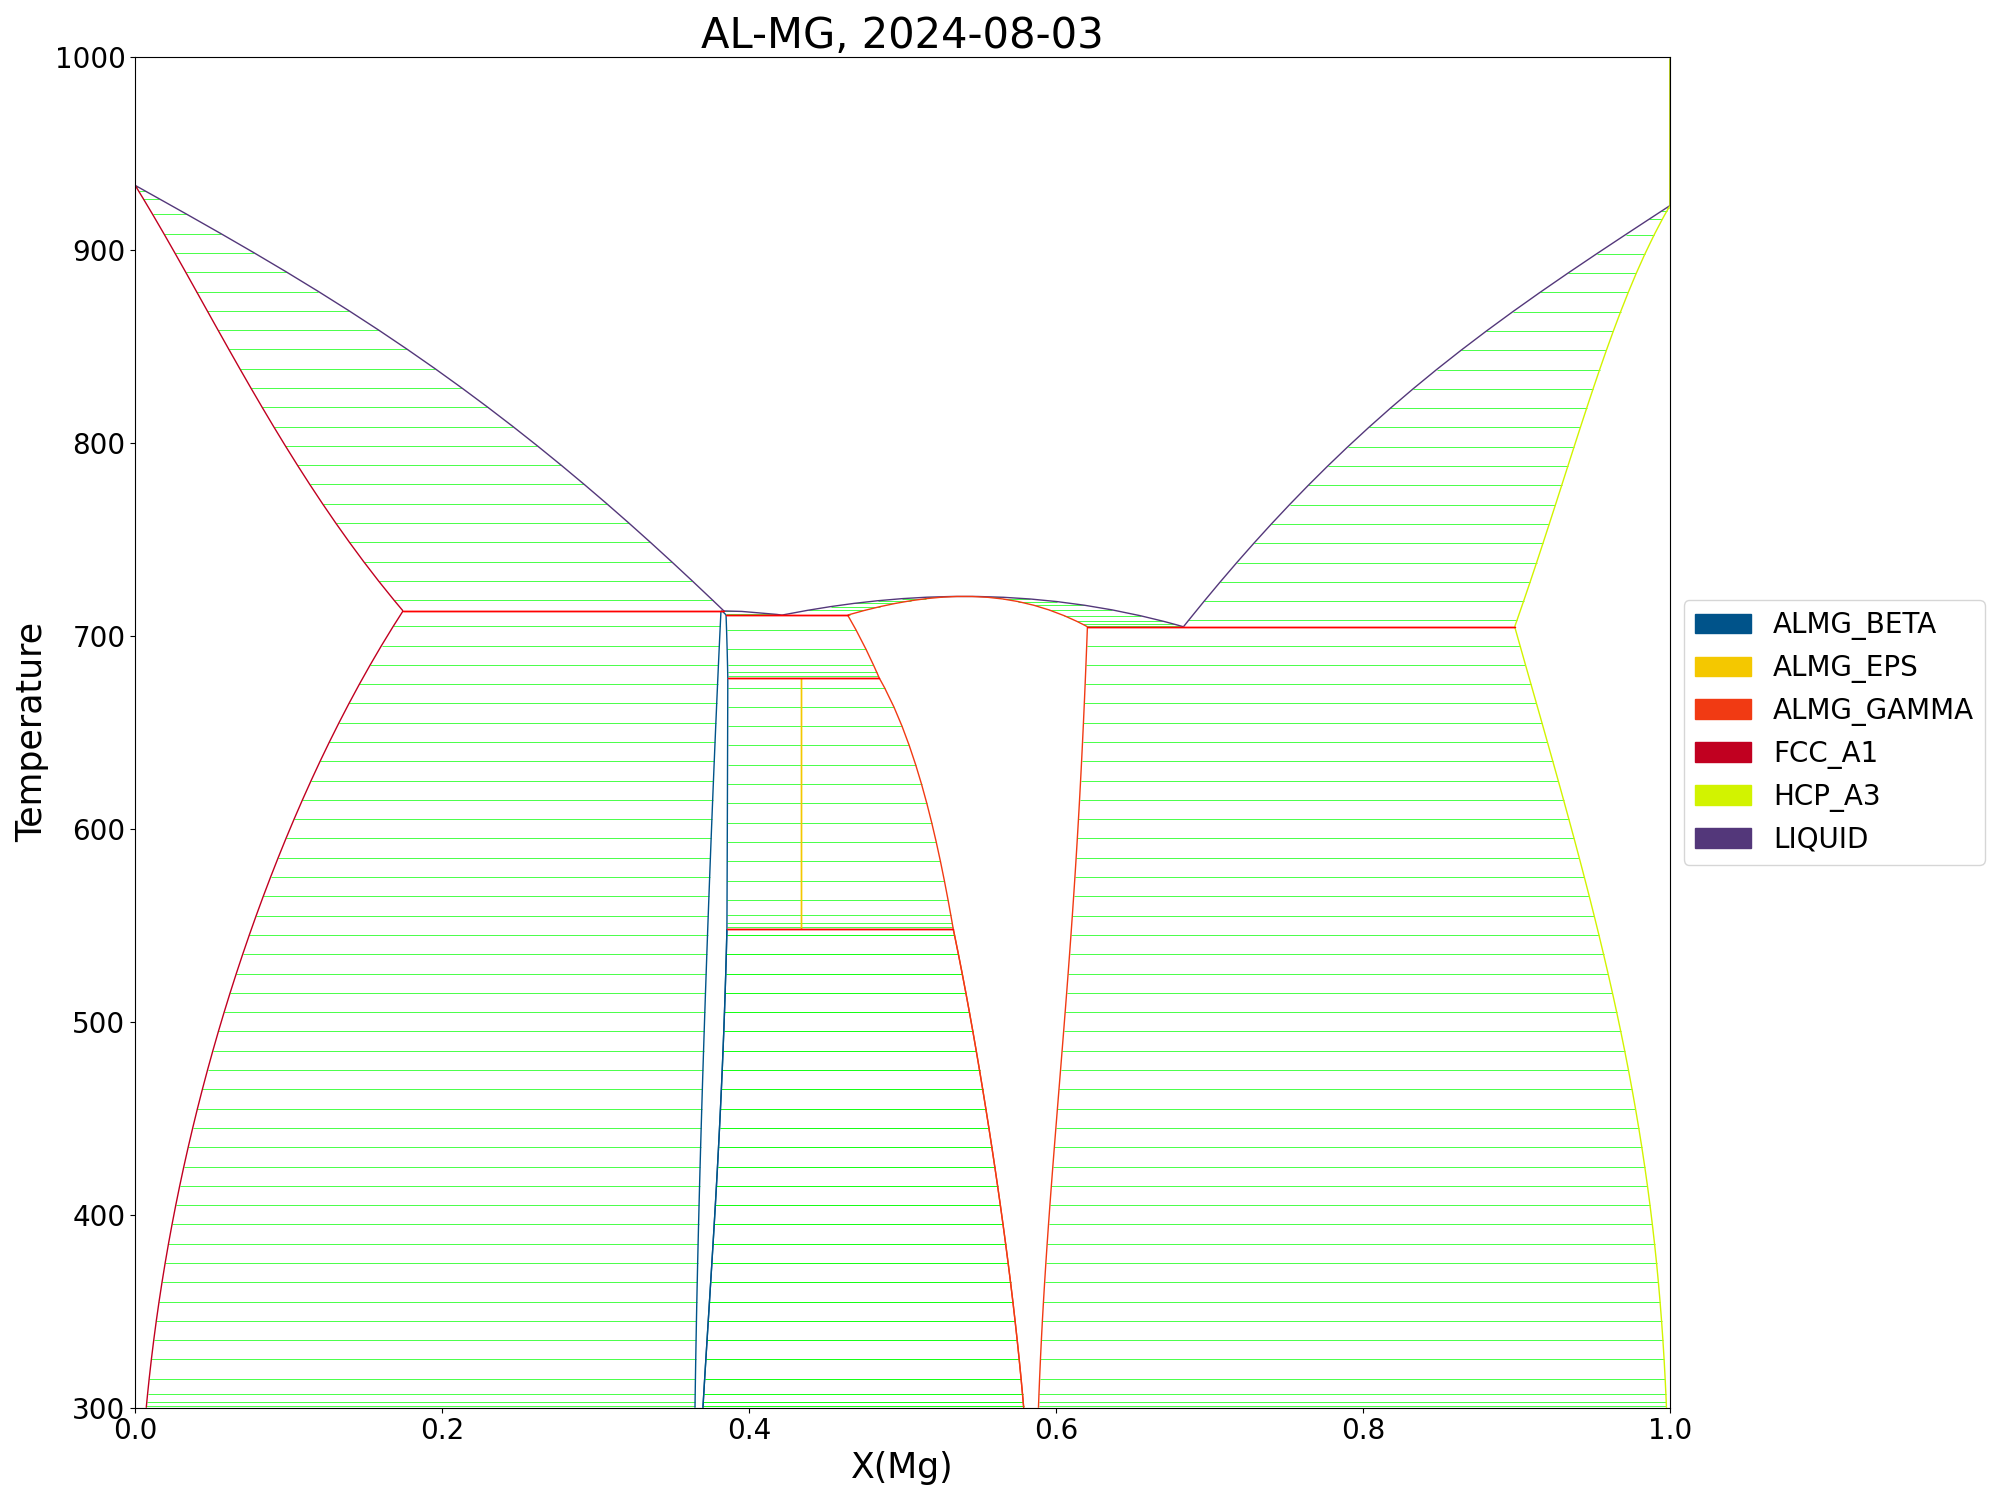 AL-MG, 2024-08-03
1000
900
800
700
600
500
400
300
Temperature
0.0 0.2 0.4 0.6 0.8 1.0
X(Mg)
ALMG_BETA
ALMG_EPS
ALMG_GAMMA
FCC_A1
HCP_A3
LIQUID